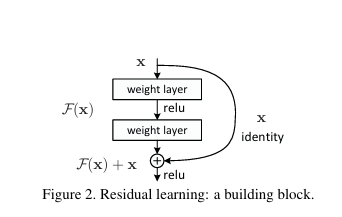 x
weight layer
relu
F(x)
x
weight layer
identity
F(x) + x
+
relu
Figure 2. Residual learning: a building block.